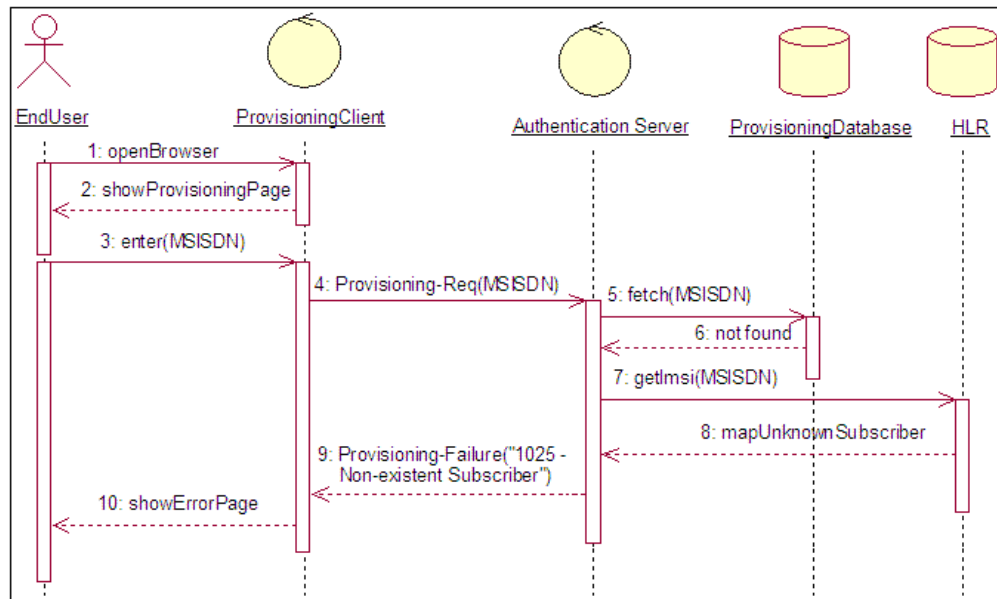 EndUser
ProvisioningClient
Authentication Server
ProvisioningDatabase
HLR
1: openBrowser
2: showProvisioningPage
3: enter(MSISDN)
4: Provisioning-Req(MSISDN)
5: fetch(MSISDN)
6: not found
7: getImsi(MSISDN)
8: mapUnknownSubscriber
9: Provisioning-Failure("1025 -
Non-existent Subscriber")
10: showErrorPage